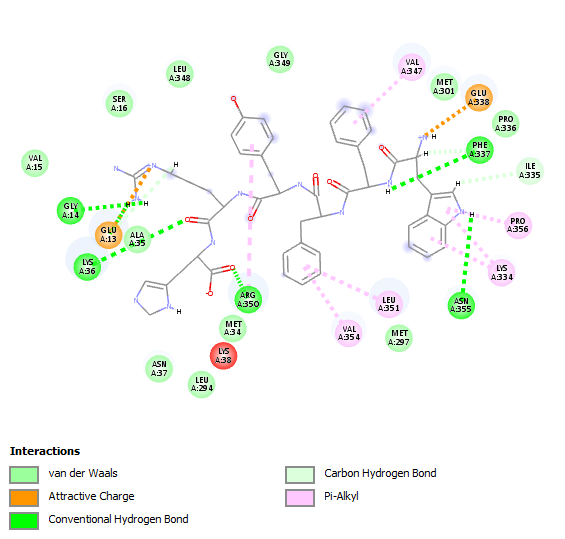 GLY
A:349
LEU
A:348
VAL
A:347
MET
A:301
GLU
A:338
SER
A:16
PRO
A:336
PHE
A:337
VAL
A:15
ILE
A:335
GLY
A:14
PRO
A:356
GLU
A:13
ALA
A:35
LYS
A:36
LYS
A:334
ARG
A:350
LEU
A:351
ASN
A:355
MET
A:34
VAL
A:354
MET
A:297
LYS
A:38
ASN
A:37
LEU
A:294
Interactions
van der Waals
Attractive Charge
Conventional Hydrogen Bond
Carbon Hydrogen Bond
Pi-Alkyl